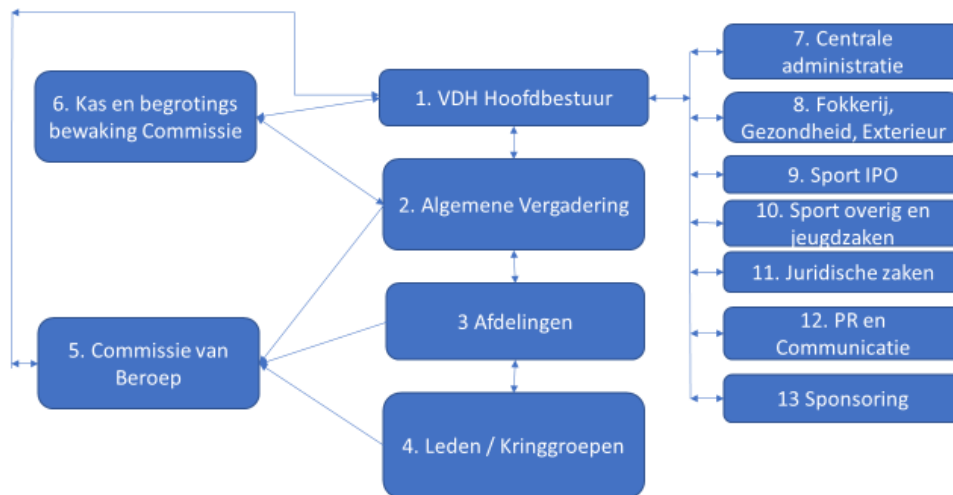 7. Centrale
administratie
6. Kas en begrotings
bewaking Commissie
1. VDH Hoofdbestuur
8. Fokkerij,
Gezondheid, Exterieur
9. Sport IPO
2. Algemene Vergadering
10. Sport overig en
jeugdzaken
11. Juridische zaken
3 Afdelingen
12. PR en
Communicatie
5. Commissie van
Beroep
13 Sponsoring
4. Leden / Kringgroepen